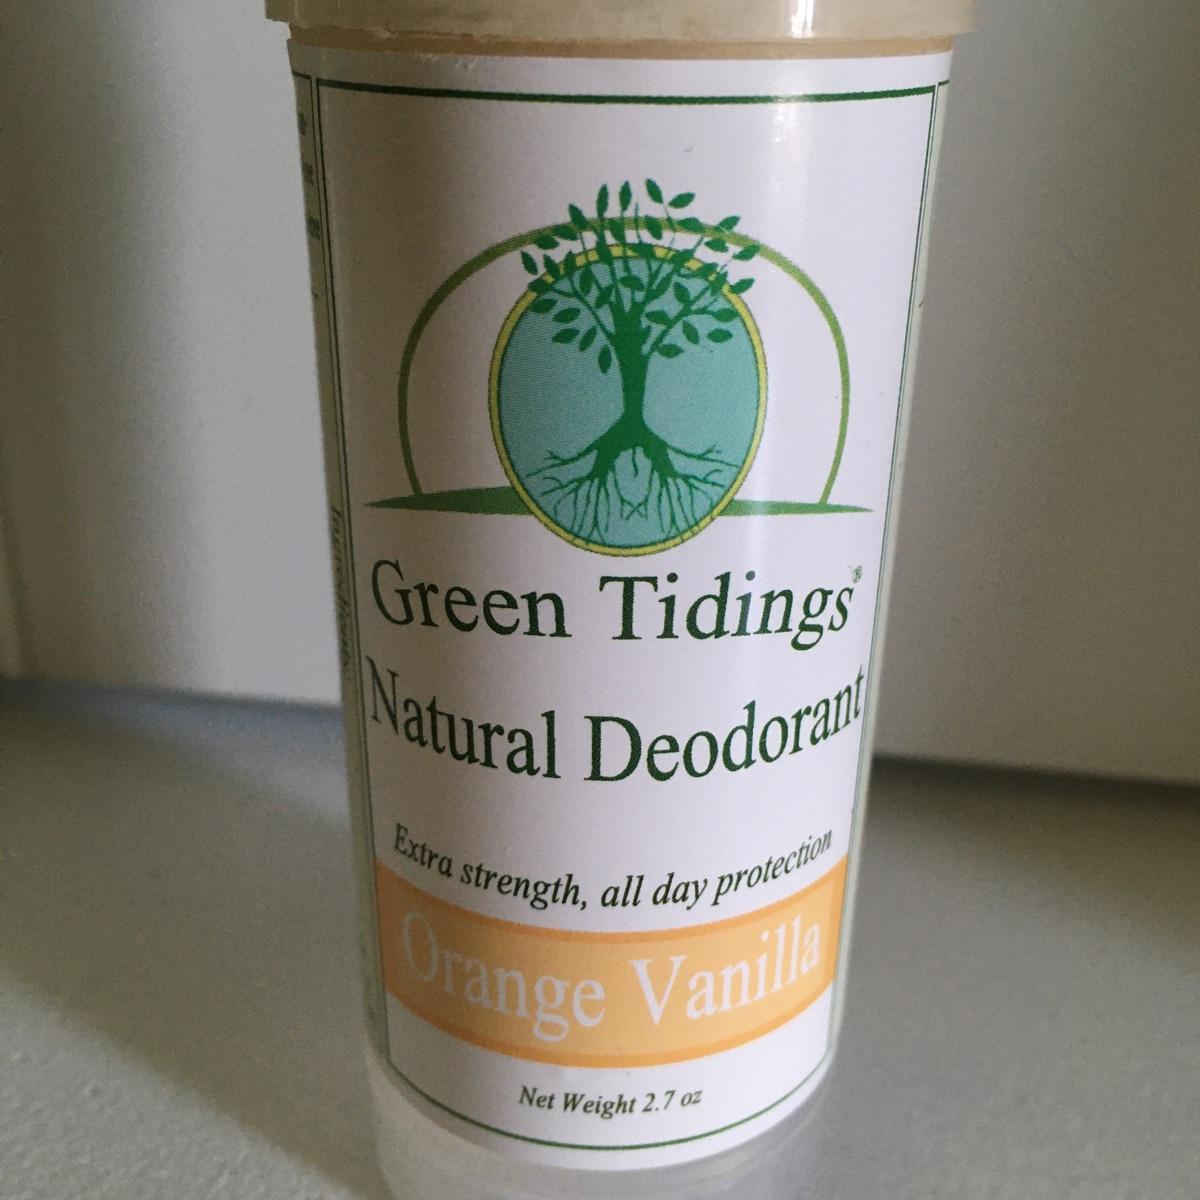 Green Tidings®
Natural Deodorant
Extra strength, all day protection
Orange Vanilla
Net Weight 2.7 oz